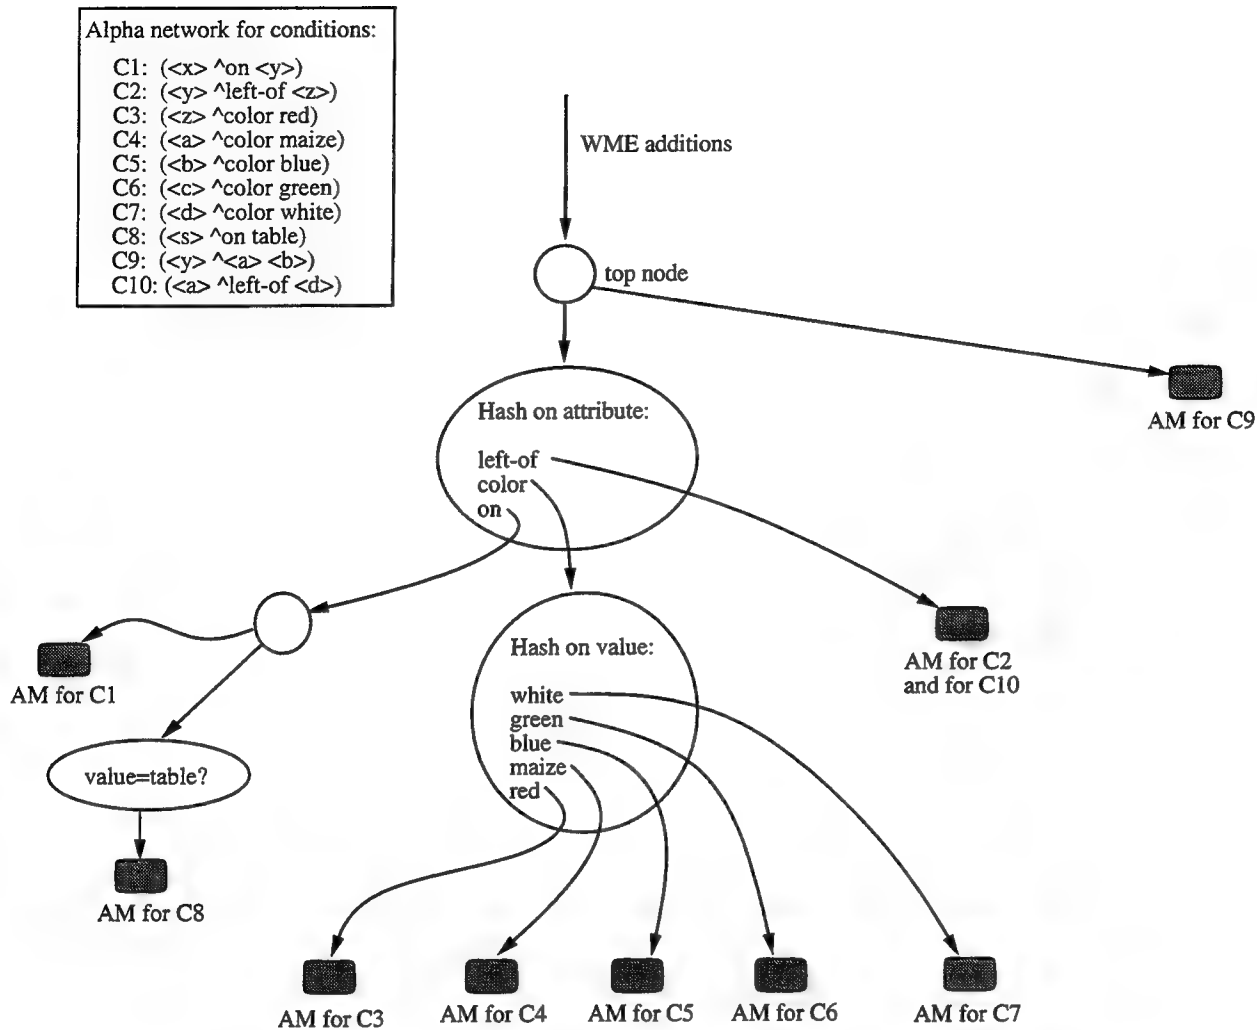 Alpha network for conditions:
C1: (<x> ^on <y>)
C2: (<y> ^left-of <z>)
C3: (<z> ^color red)
C4: (<a> ^color maize)
C5: (<b> ^color blue)
C6: (<c> ^color green)
C7: (<d> ^color white)
C8: (<s> ^on table)
C9: (<y> ^<a> <b>)
C10: (<a> ^left-of <d>)
WME additions
top node
AM for C9
Hash on attribute:
left-of
color
on
AM for C1
AM for C2
and for C10
Hash on value:
white
green
blue
maize
red
value=table?
AM for C8
AM for C3
AM for C4
AM for C5
AM for C6
AM for C7